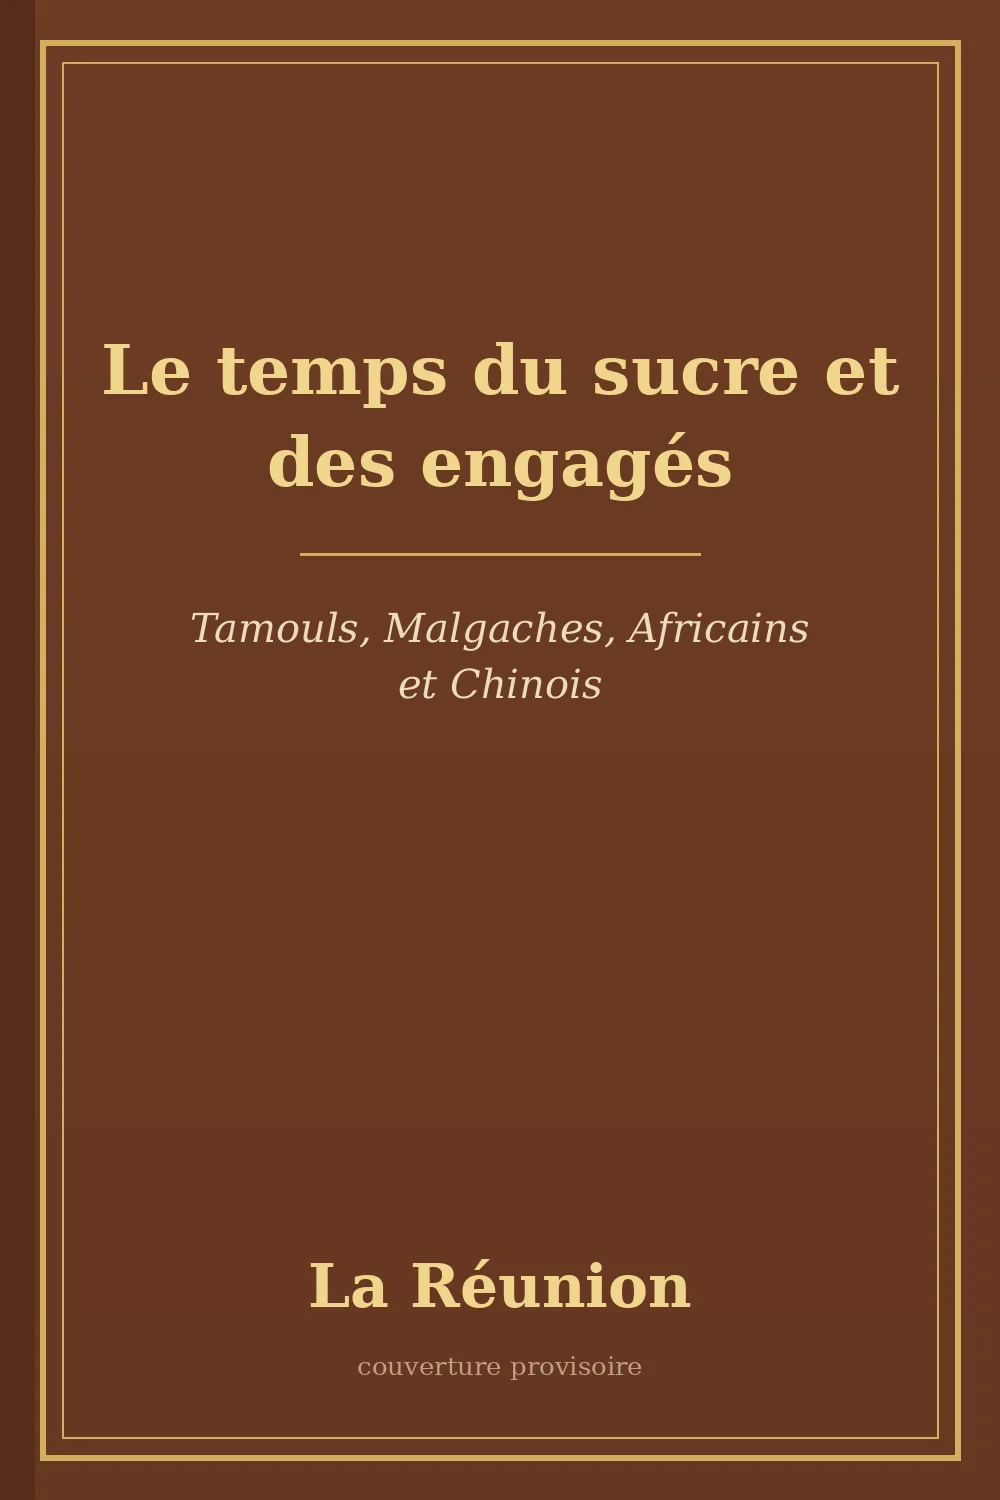 Le temps du sucre et
des engagés
Tamouls, Malgaches, Africains
et Chinois
La Réunion
couverture provisoire